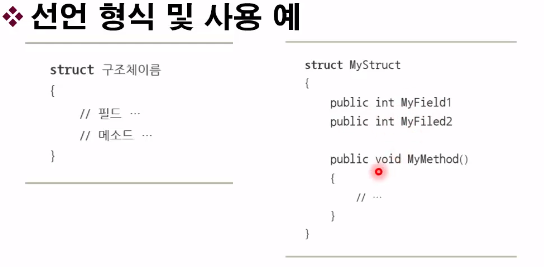 ❖ 선언 형식 및 사용 예
struct 구조체이름
{
// 필드 …
// 메소드 …
}
struct MyStruct
{
public int MyField1
public int MyFiled2
public void MyMethod()
{
// …
}
}